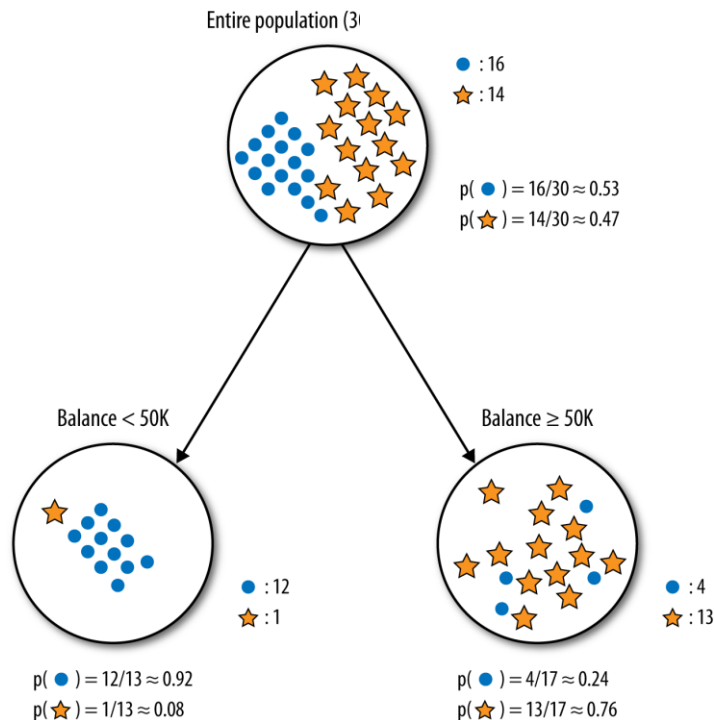 Entire population (3
: 16
: 14
p( ) = 16/30 ≈ 0.53
p( ) = 14/30 ≈ 0.47
Balance < 50K
Balance ≥ 50K
: 12
: 1
: 4
: 13
p( ) = 12/13 ≈ 0.92
p( ) = 1/13 ≈ 0.08
p( ) = 4/17 ≈ 0.24
p( ) = 13/17 ≈ 0.76